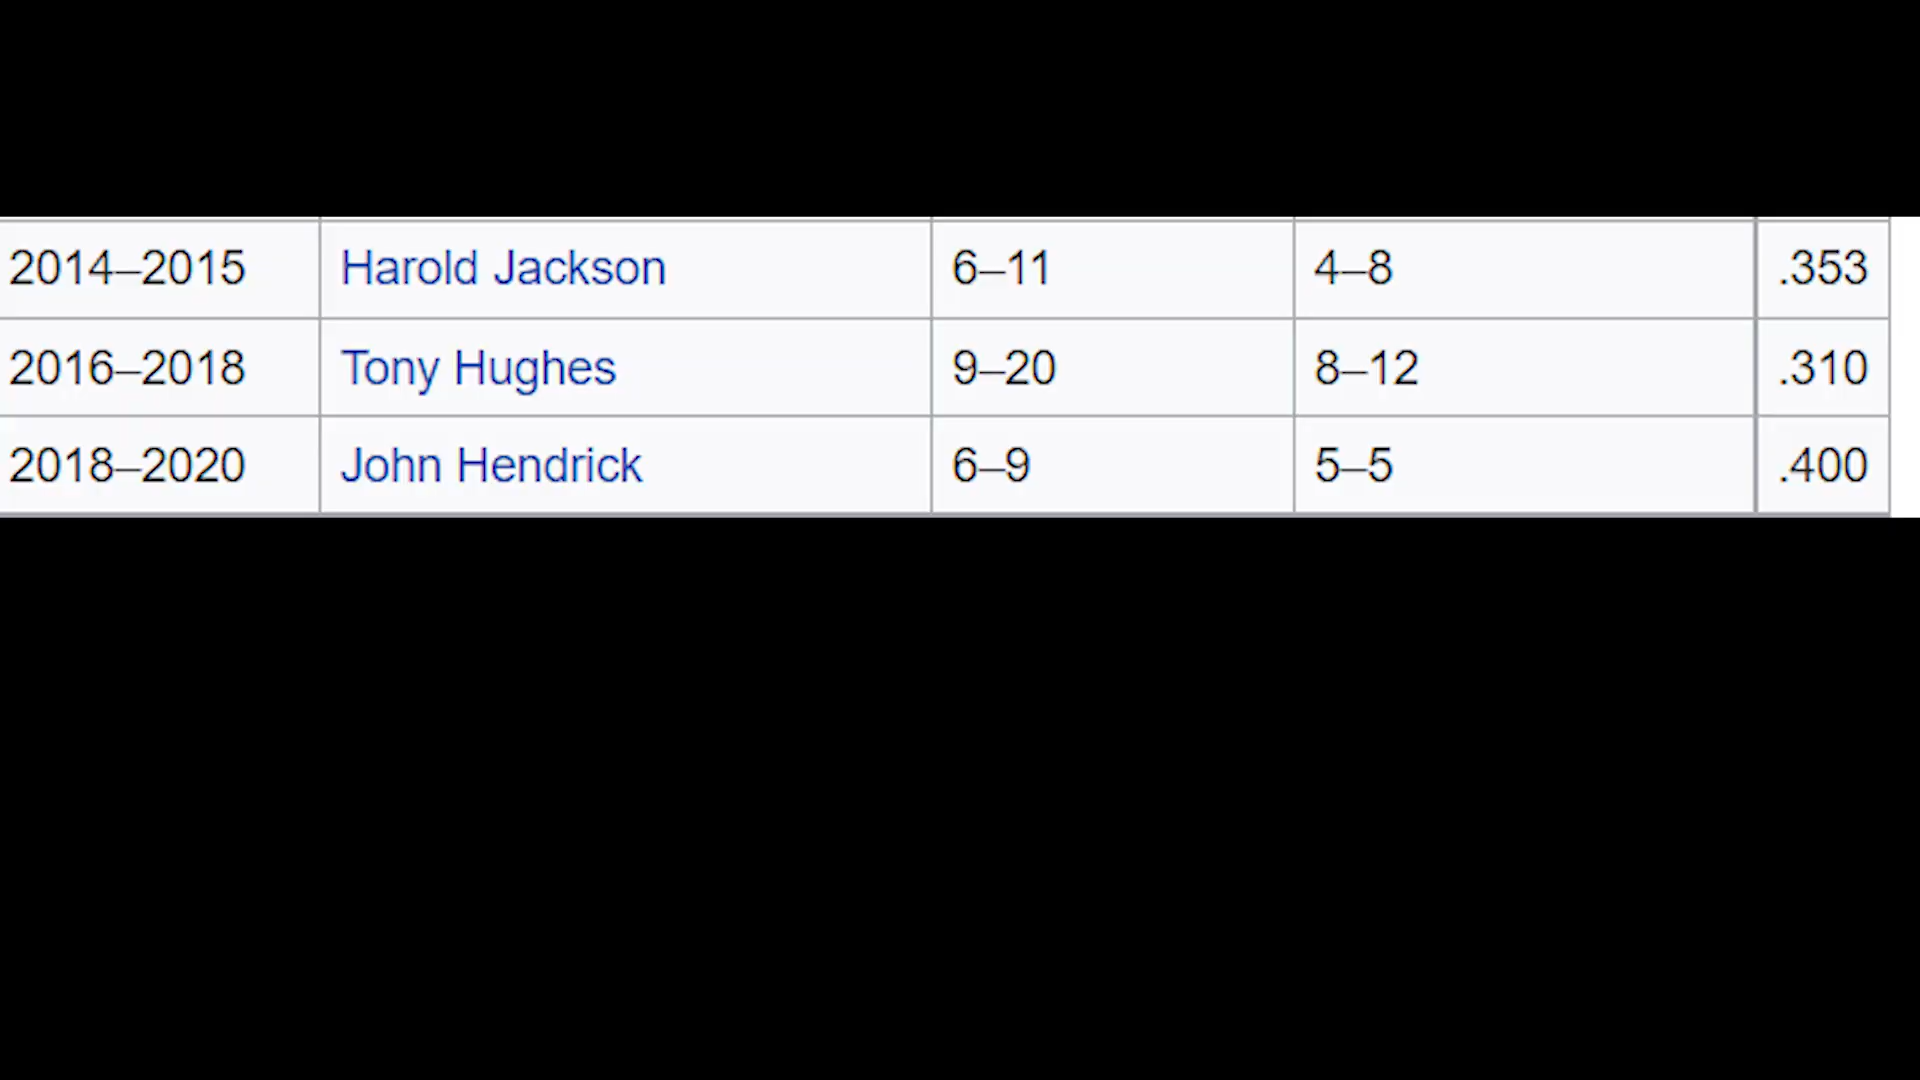 2014–2015 Harold Jackson 6–11 4–8 .353
2016–2018 Tony Hughes 9–20 8–12 .310
2018–2020 John Hendrick 6–9 5–5 .400